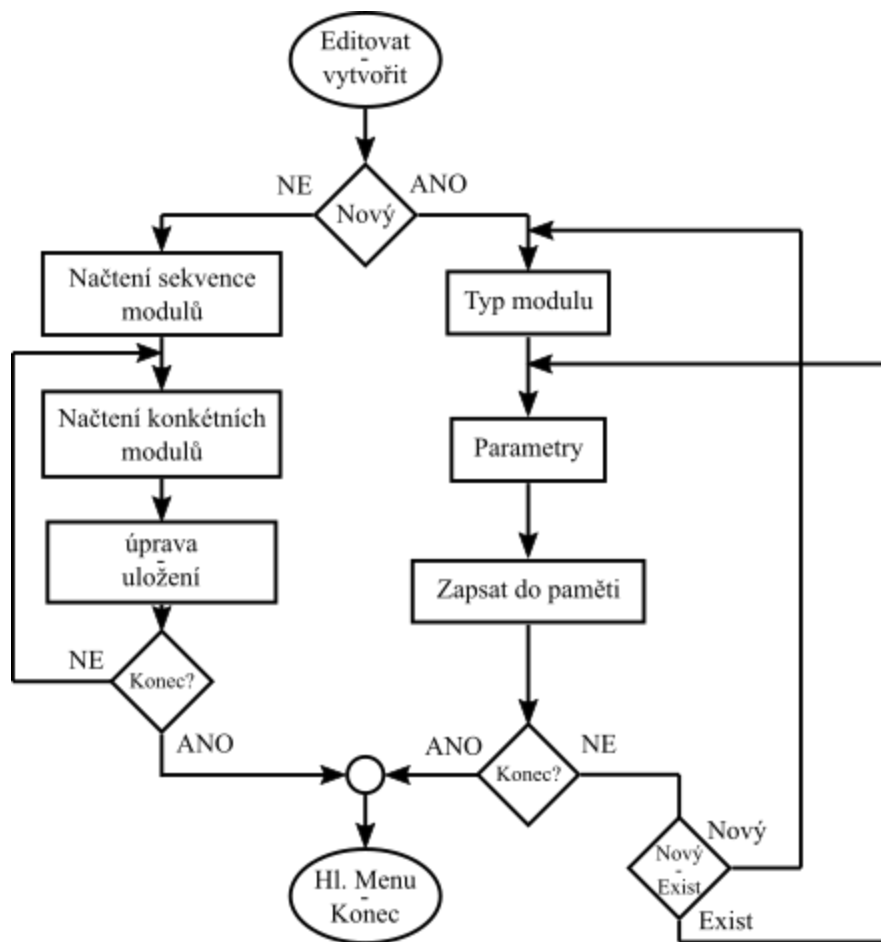 Editovat
-
vytvořit
NE
ANO
Nový
Načtení sekvence
modulů
Typ modulu
Načtení konkétních
modulů
Parametry
úprava
-
uložení
Zapsat do paměti
NE
Konec?
ANO
ANO
NE
Konec?
Nový
Nový
-
Exist
Hl. Menu
-
Konec
Exist